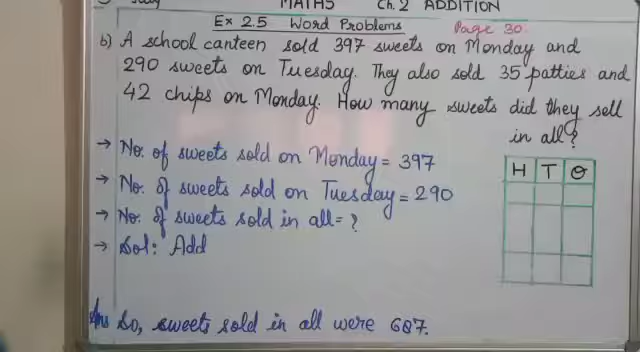 MATHS Ch. 2 ADDITION
Ex 2.5 Word Problems Page 30
b) A school canteen sold 397 sweets on Monday and
290 sweets on Tuesday. They also sold 35 patties and
42 chips on Monday. How many sweets did they sell
in all?
→ No. of sweets sold on Monday = 397
→ No. of sweets sold on Tuesday = 290
→ No. of sweets sold in all = ?
→ Sol: Add
H T O
Ans So, sweets sold in all were 687.